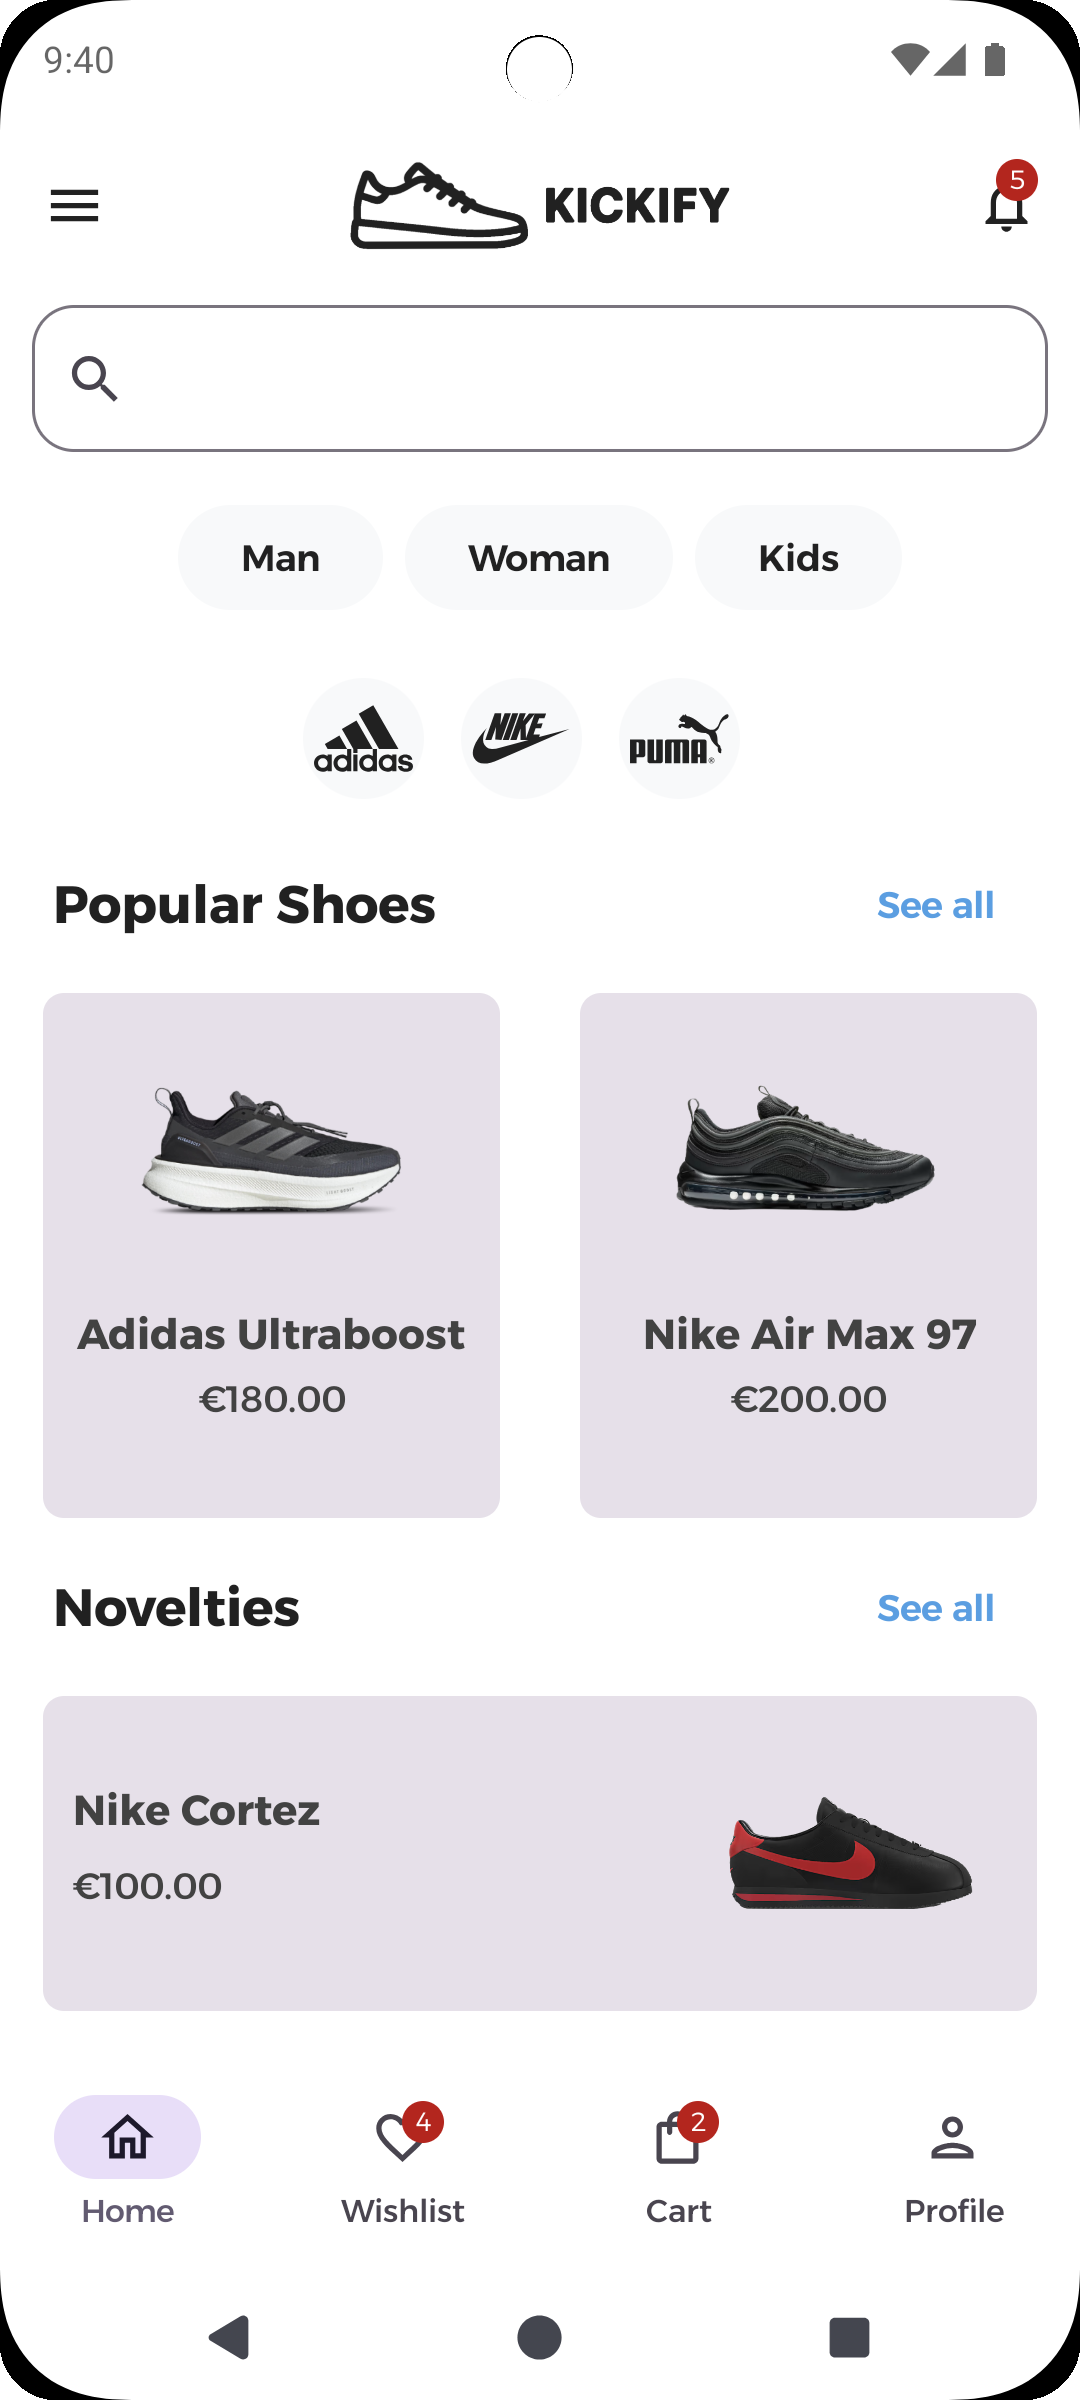 9:40
KICKIFY
5
Man
Woman
Kids
adidas
NIKE
PUMA
Popular Shoes
See all
Adidas Ultraboost
€180.00
Nike Air Max 97
€200.00
Novelties
See all
Nike Cortez
€100.00
4
2
Home
Wishlist
Cart
Profile